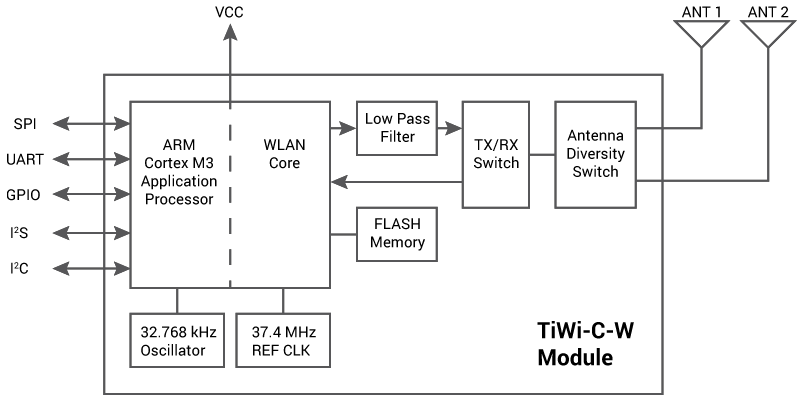 VCC
ANT 1
ANT 2
SPI
UART
GPIO
I²S
I²C
ARM
Cortex M3
Application
Processor
WLAN
Core
Low Pass
Filter
TX/RX
Switch
Antenna
Diversity
Switch
FLASH
Memory
32.768 kHz
Oscillator
37.4 MHz
REF CLK
TiWi-C-W
Module